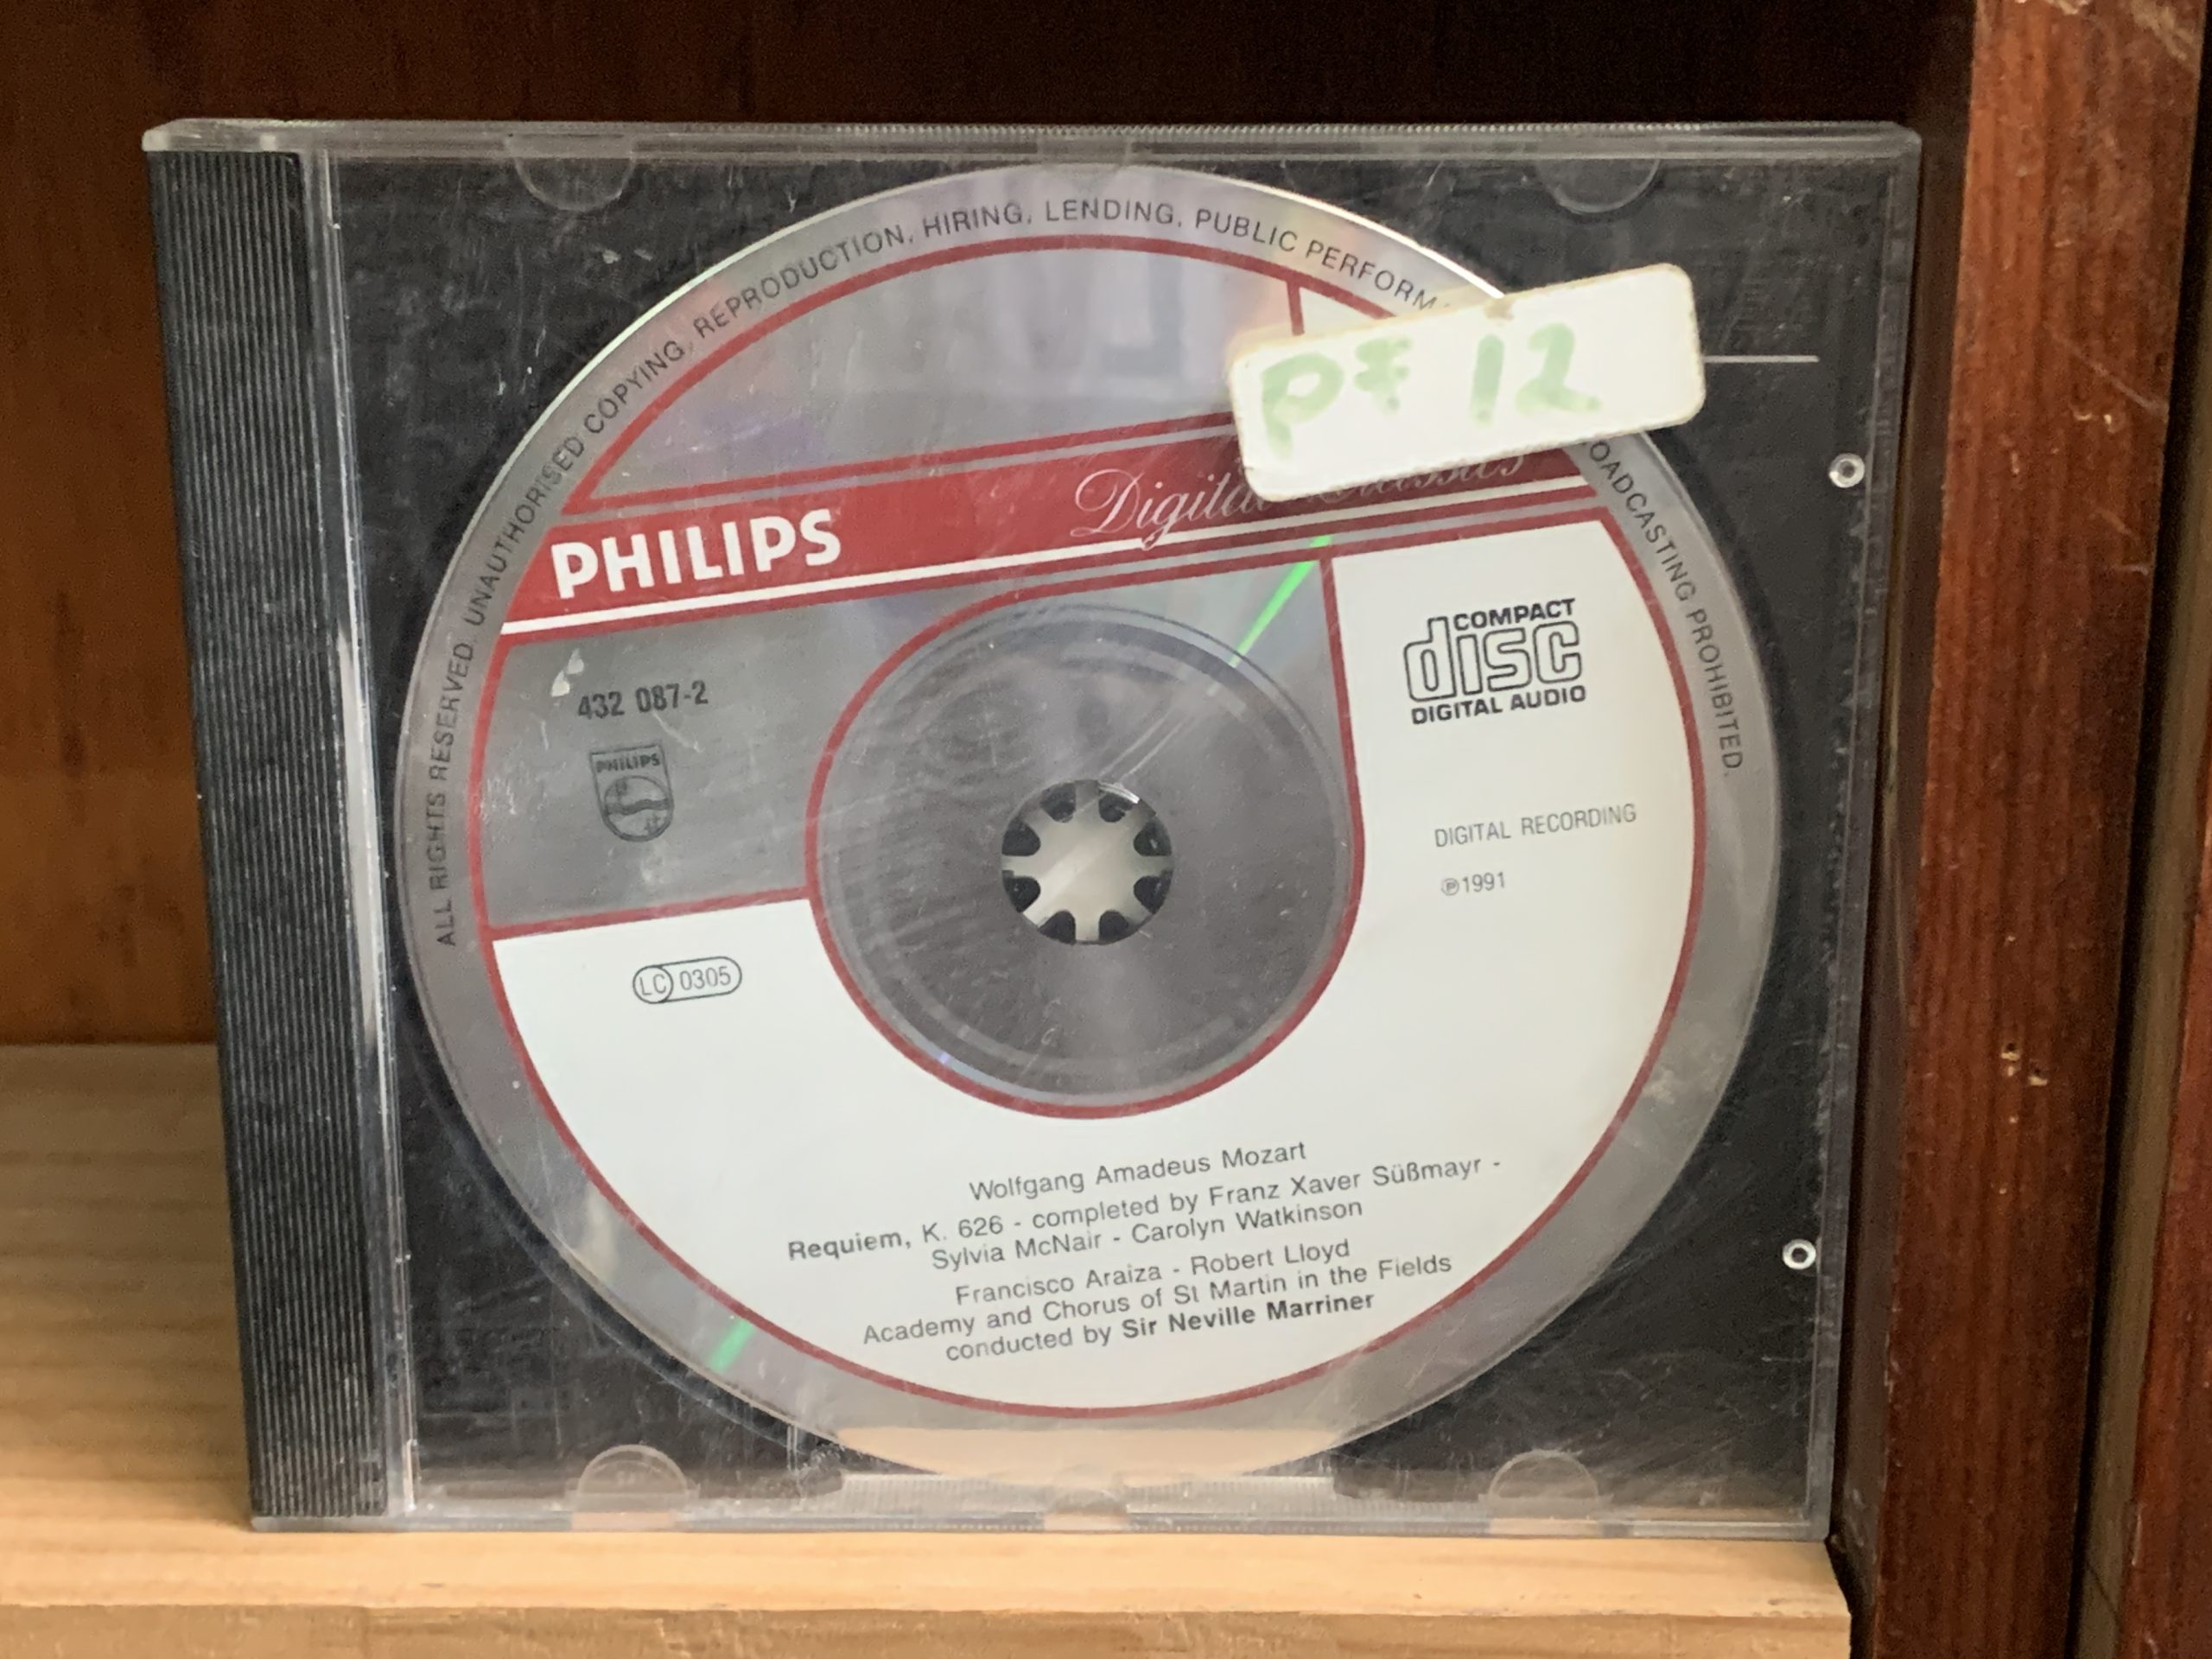 ALL RIGHTS RESERVED. UNAUTHORISED COPYING, REPRODUCTION, HIRING, LENDING, PUBLIC PERFORM
OADCASTING PROHIBITED.
12
PHILIPS
Digital
COMPACT
disc
DIGITAL AUDIO
432 087-2
PHILIPS
DIGITAL RECORDING
℗1991
LC 0305
Wolfgang Amadeus Mozart
Requiem, K. 626 - completed by Franz Xaver Süßmayr -
Sylvia McNair - Carolyn Watkinson
Francisco Araiza - Robert Lloyd
Academy and Chorus of St Martin in the Fields
conducted by Sir Neville Marriner